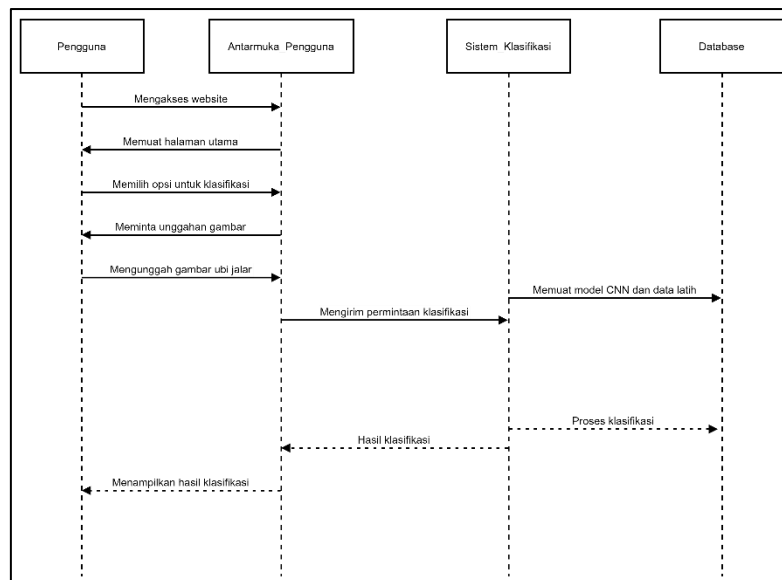 Pengguna
Antarmuka Pengguna
Sistem Klasifikasi
Database
Mengakses website
Memuat halaman utama
Memilih opsi untuk klasifikasi
Meminta unggahan gambar
Mengunggah gambar ubi jalar
Memuat model CNN dan data latih
Mengirim permintaan klasifikasi
Proses klasifikasi
Hasil klasifikasi
Menampilkan hasil klasifikasi